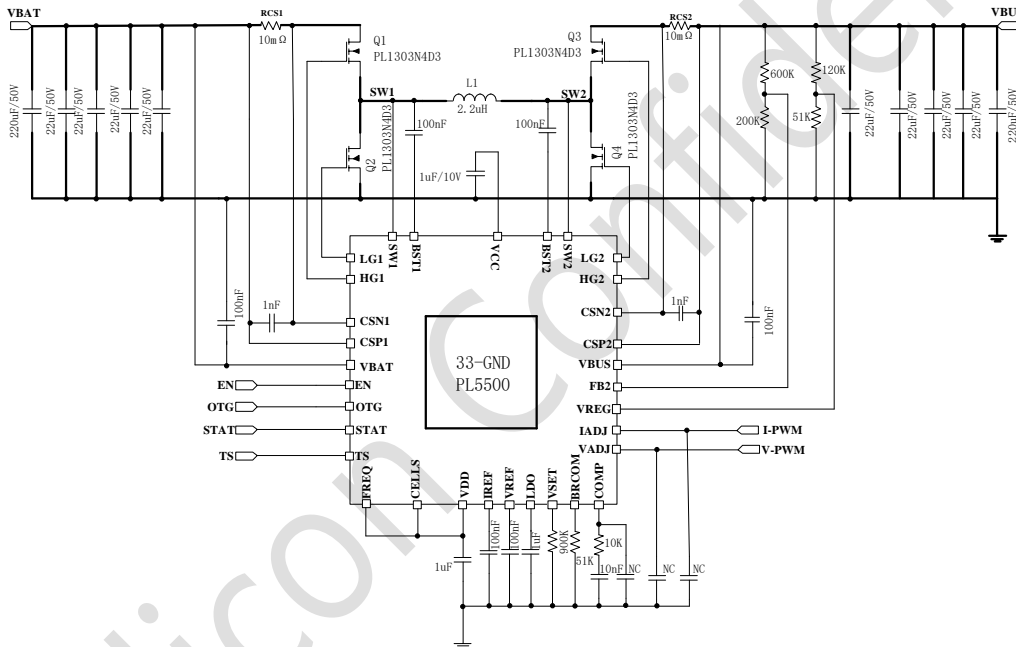 VBAT
RCS1
10mΩ
Q1
PL1303N4D3
Q3
PL1303N4D3
RCS2
10mΩ
VBU
220uF/50V
22uF/50V
22uF/50V
22uF/50V
22uF/50V
SW1
L1
2.2uH
SW2
100nF
100nF
Q2
PL1303N4D3
Q4
PL1303N4D3
1uF/10V
600K
200K
120K
51K
22uF/50V
22uF/50V
22uF/50V
22uF/50V
220uF/50V
LG1
HG1
SW1
BST1
VCC
BST2
SW2
LG2
HG2
100nF
1nF
CSN1
CSP1
VBAT
CSN2
1nF
CSP2
VBUS
100nF
33-GND
PL5500
EN
EN
OTG
OTG
STAT
STAT
TS
TS
FB2
VREG
IADJ
I-PWM
VADJ
V-PWM
FREQ
CELLS
VDD
IREF
VREF
LDO
VSET
BRCOM
COMP
1uF
100nF
100nF
1uF
900K
51K
10K
10nF
NC
NC
NC
licon Confiden